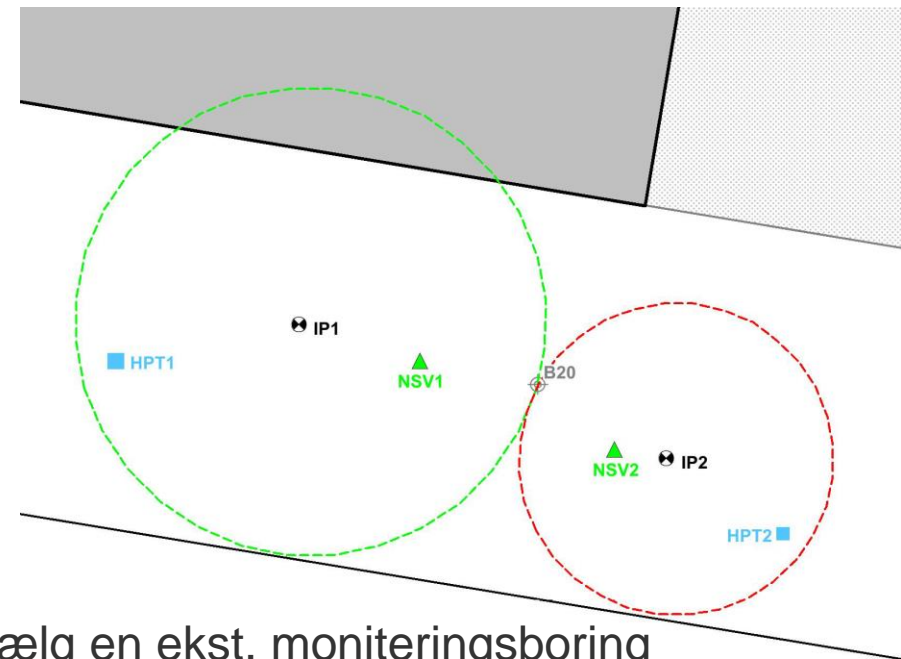 IP1
HPT1
NSV1
B20
NSV2
IP2
HPT2
ælg en ekst. moniteringsboring